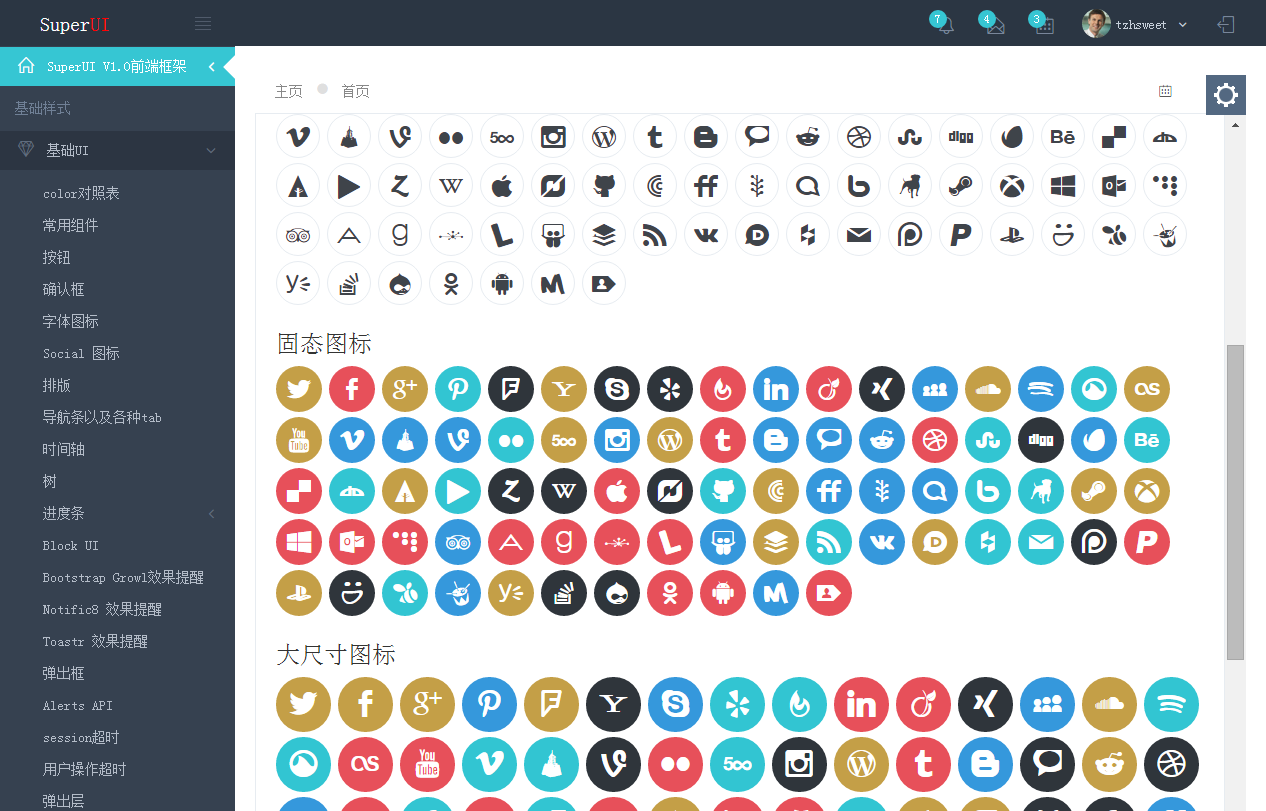 SuperUI
7
4
3
tzhsweet
SuperUI V1.0前端框架
主页
首页
基础样式
基础UI
color对照表
常用组件
按钮
确认框
字体图标
Social 图标
排版
导航条以及各种tab
时间轴
树
进度条
Block UI
Bootstrap Growl效果提醒
Notific8 效果提醒
Toastr 效果提醒
弹出框
Alerts API
session超时
用户操作超时
弹出层
固态图标
大尺寸图标